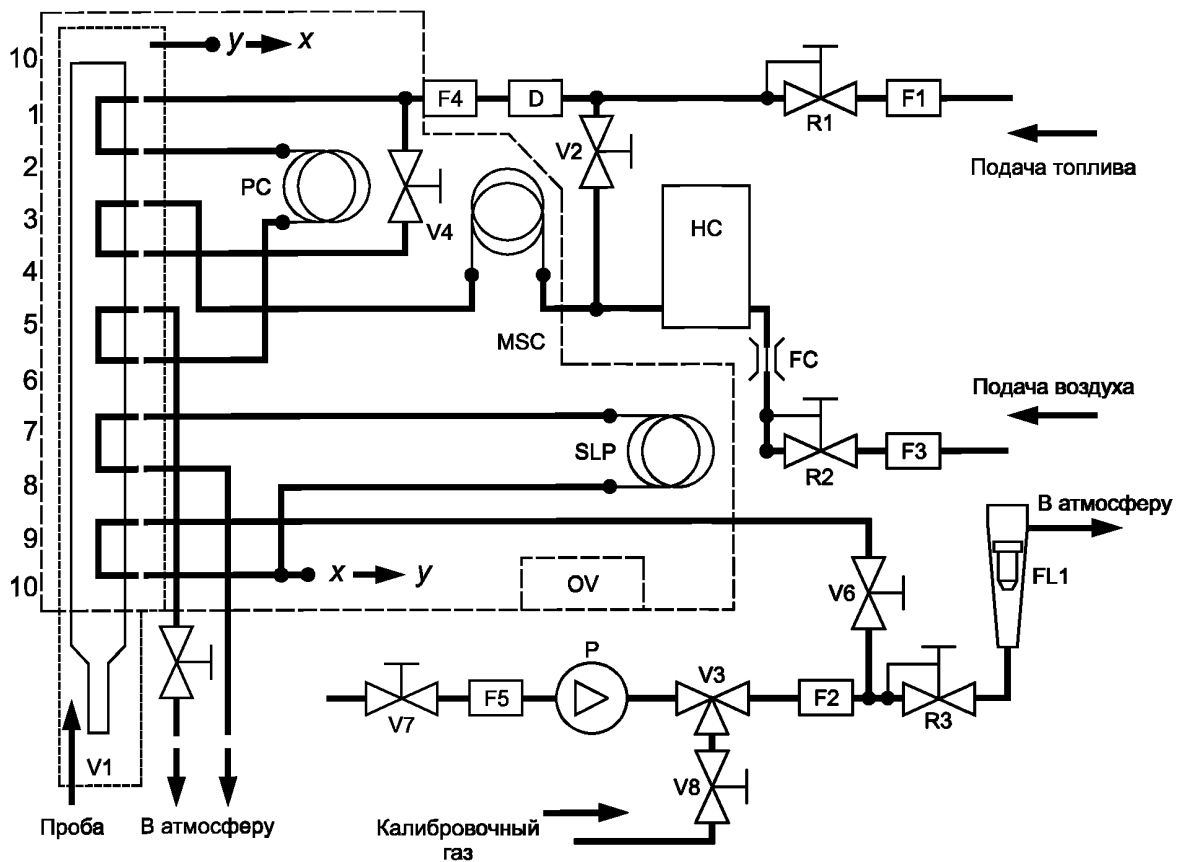 10
y x
1
F4
D
F1
R1
V2
Подача топлива
2
PC
3
V4
HC
4
5
MSC
FC
6
Подача воздуха
7
SLP
R2
F3
8
В атмосферу
9
FL1
10
x y
OV
V6
P
V3
F5
F2
V7
R3
V1
V8
Проба
В атмосферу
Калибровочный
газ